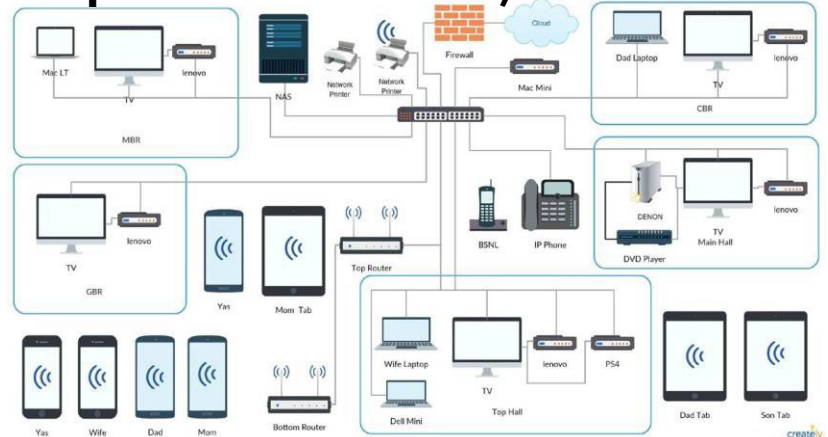 Mac LT
TV
lenovo
MBR
NAS
Network
Printer
Network
Printer
Firewall
Cloud
Mac Mini
Dad Laptop
TV
lenovo
CBR
TV
lenovo
GBR
Yas
Mom Tab
Top Router
BSNL
IP Phone
DENON
DVD Player
TV
Main Hall
lenovo
Yas
Wife
Dad
Mom
Bottom Router
Wife Laptop
Dell Mini
TV
lenovo
PS4
Top Hall
Dad Tab
Son Tab
creately